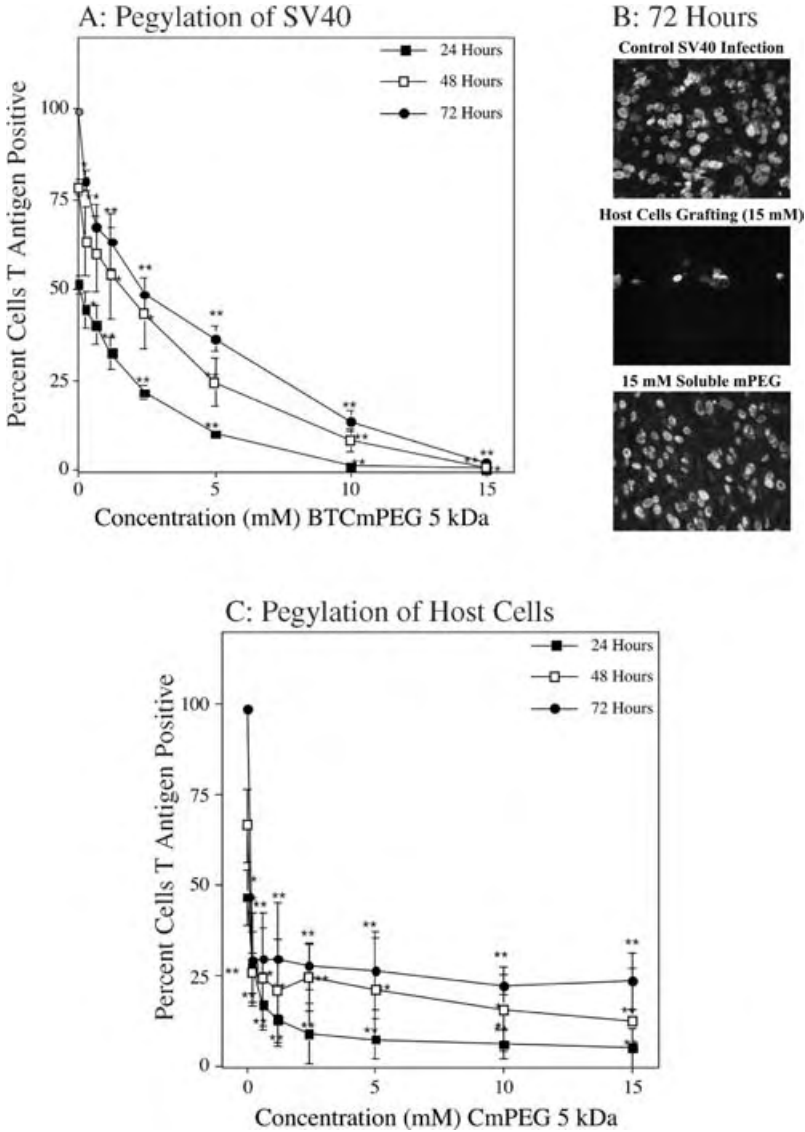 A: Pegylation of SV40
24 Hours
48 Hours
72 Hours
Percent Cells T Antigen Positive
100
75
50
25
0
0 5 10 15
Concentration (mM) BTCmPEG 5 kDa
B: 72 Hours
Control SV40 Infection
Host Cells Grafting (15 mM)
15 mM Soluble mPEG
C: Pegylation of Host Cells
24 Hours
48 Hours
72 Hours
Percent Cells T Antigen Positive
100
75
50
25
0
0 5 10 15
Concentration (mM) CmPEG 5 kDa